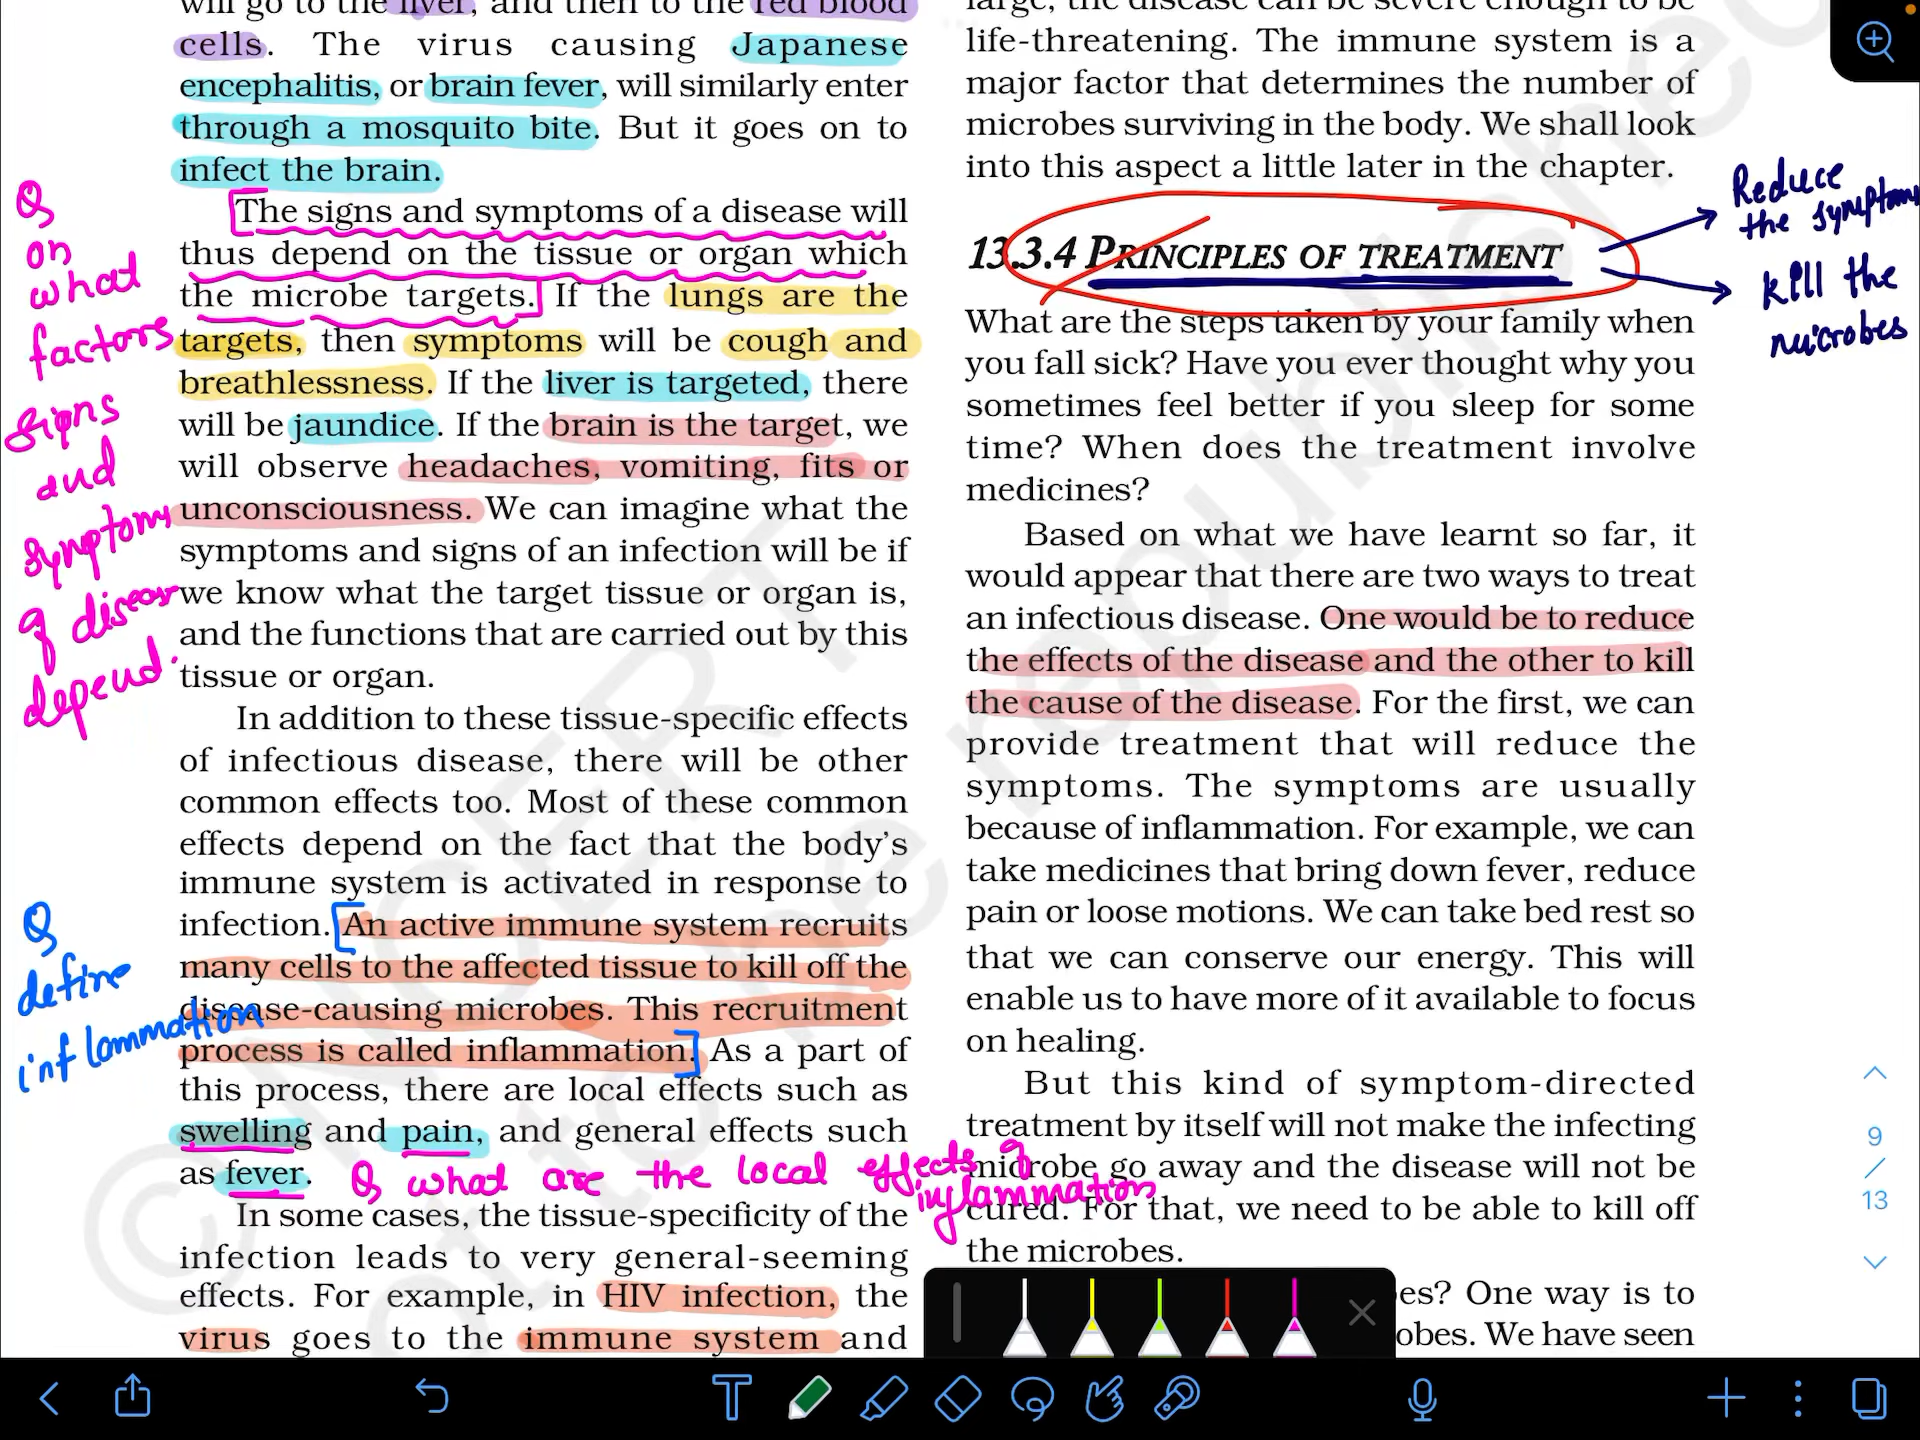 will go to the liver, and then to the red blood
cells. The virus causing Japanese
encephalitis, or brain fever, will similarly enter
through a mosquito bite. But it goes on to
infect the brain.
The signs and symptoms of a disease will
thus depend on the tissue or organ which
the microbe targets. If the lungs are the
targets, then symptoms will be cough and
breathlessness. If the liver is targeted, there
will be jaundice. If the brain is the target, we
will observe headaches, vomiting, fits or
unconsciousness. We can imagine what the
symptoms and signs of an infection will be if
we know what the target tissue or organ is,
and the functions that are carried out by this
tissue or organ.
In addition to these tissue-specific effects
of infectious disease, there will be other
common effects too. Most of these common
effects depend on the fact that the body's
immune system is activated in response to
infection. An active immune system recruits
many cells to the affected tissue to kill off the
disease-causing microbes. This recruitment
process is called inflammation. As a part of
this process, there are local effects such as
swelling and pain, and general effects such
as fever.
In some cases, the tissue-specificity of the
infection leads to very general-seeming
effects. For example, in HIV infection, the
virus goes to the immune system and
Q
on
what
factors
signs
and
symptoms
of disease
depend.
Q
define
inflammation
Q what are the local effects of
inflammation
large, the disease can be severe enough to be
life-threatening. The immune system is a
major factor that determines the number of
microbes surviving in the body. We shall look
into this aspect a little later in the chapter.
13.3.4 PRINCIPLES OF TREATMENT
Reduce
the symptoms
kill the
microbes
What are the steps taken by your family when
you fall sick? Have you ever thought why you
sometimes feel better if you sleep for some
time? When does the treatment involve
medicines?
Based on what we have learnt so far, it
would appear that there are two ways to treat
an infectious disease. One would be to reduce
the effects of the disease and the other to kill
the cause of the disease. For the first, we can
provide treatment that will reduce the
symptoms. The symptoms are usually
because of inflammation. For example, we can
take medicines that bring down fever, reduce
pain or loose motions. We can take bed rest so
that we can conserve our energy. This will
enable us to have more of it available to focus
on healing.
But this kind of symptom-directed
treatment by itself will not make the infecting
microbe go away and the disease will not be
cured. For that, we need to be able to kill off
the microbes.
es? One way is to
obes. We have seen
© NCERT
not to be republished
9
/
13
T